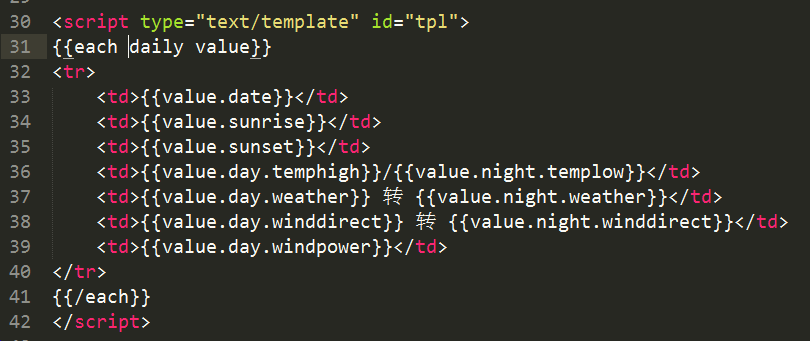 30 <script type="text/template" id="tpl">
31 {{each daily value}}
32 <tr>
33     <td>{{value.date}}</td>
34     <td>{{value.sunrise}}</td>
35     <td>{{value.sunset}}</td>
36     <td>{{value.day.temphigh}}/{{value.night.templow}}</td>
37     <td>{{value.day.weather}} 转 {{value.night.weather}}</td>
38     <td>{{value.day.winddirect}} 转 {{value.night.winddirect}}</td>
39     <td>{{value.day.windpower}}</td>
40 </tr>
41 {{/each}}
42 </script>